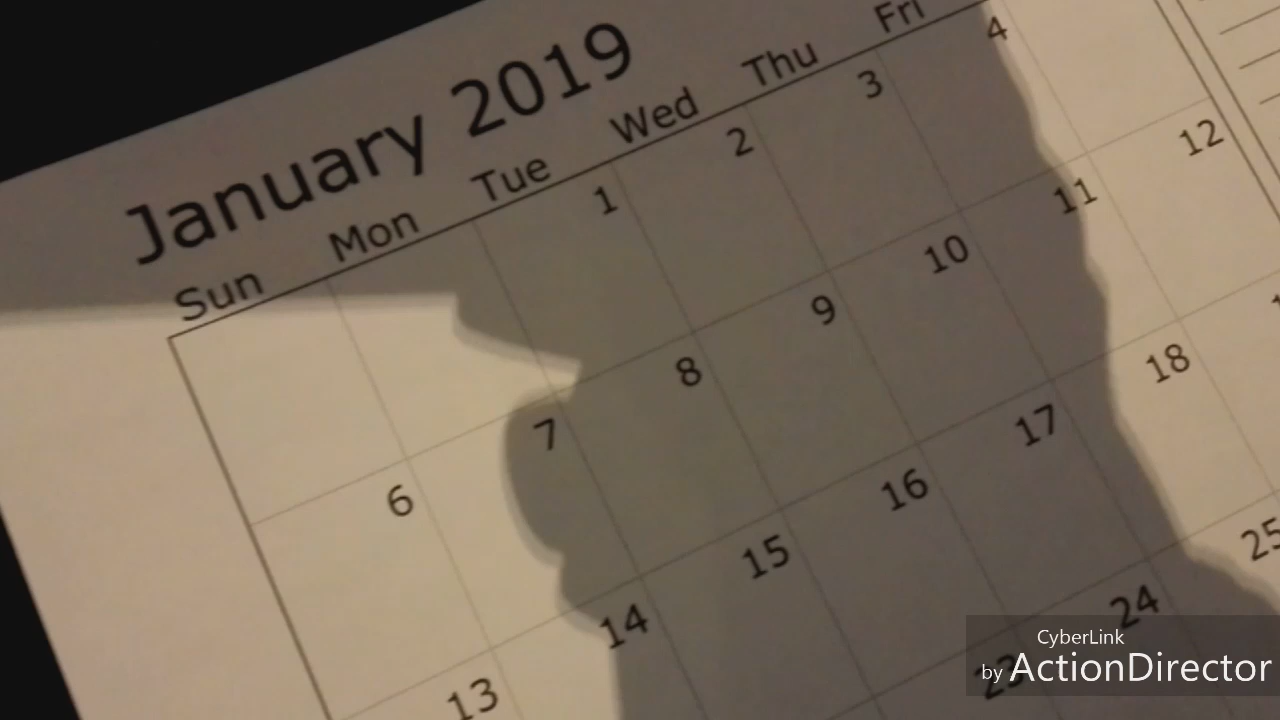 January 2019
Sun Mon Tue Wed Thu Fri
1 2 3 4
6 7 8 9 10 11 12
13 14 15 16 17 18
23 24 25
CyberLink
by ActionDirector